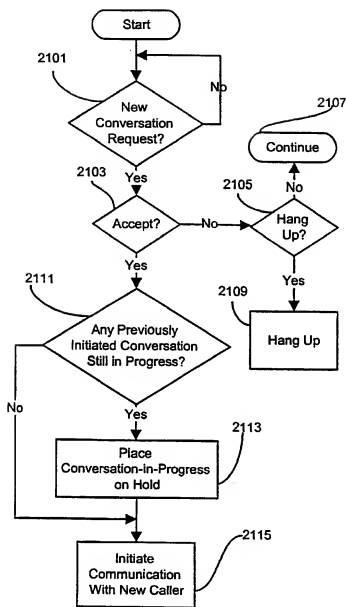 Start
2101
No
New
Conversation
Request?
2107
Continue
Yes
2103
2105
No
Accept?
No
Hang
Up?
Yes
Yes
2111
2109
Any Previously
Initiated Conversation
Still in Progress?
Hang Up
No
Yes
2113
Place
Conversation-in-Progress
on Hold
2115
Initiate
Communication
With New Caller